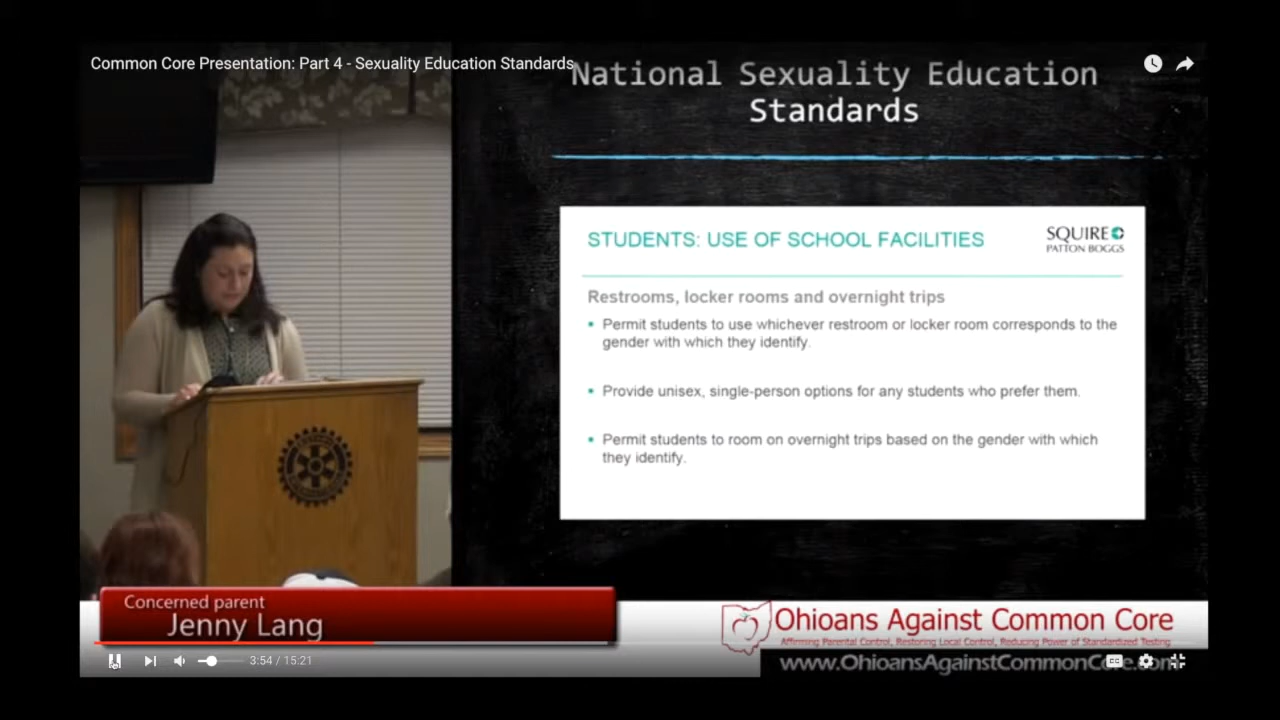 Common Core Presentation: Part 4 - Sexuality Education Standards
National Sexuality Education
Standards
STUDENTS: USE OF SCHOOL FACILITIES
SQUIRE
PATTON BOGGS
Restrooms, locker rooms and overnight trips
Permit students to use whichever restroom or locker room corresponds to the
gender with which they identify.
Provide unisex, single-person options for any students who prefer them.
Permit students to room on overnight trips based on the gender with which
they identify.
Concerned parent
Jenny Lang
Ohioans Against Common Core
Affirming Parental Control, Restoring Local Control, Reducing Power of Standardized Testing
www.OhioansAgainstCommonCore.com
3:54 / 15:21